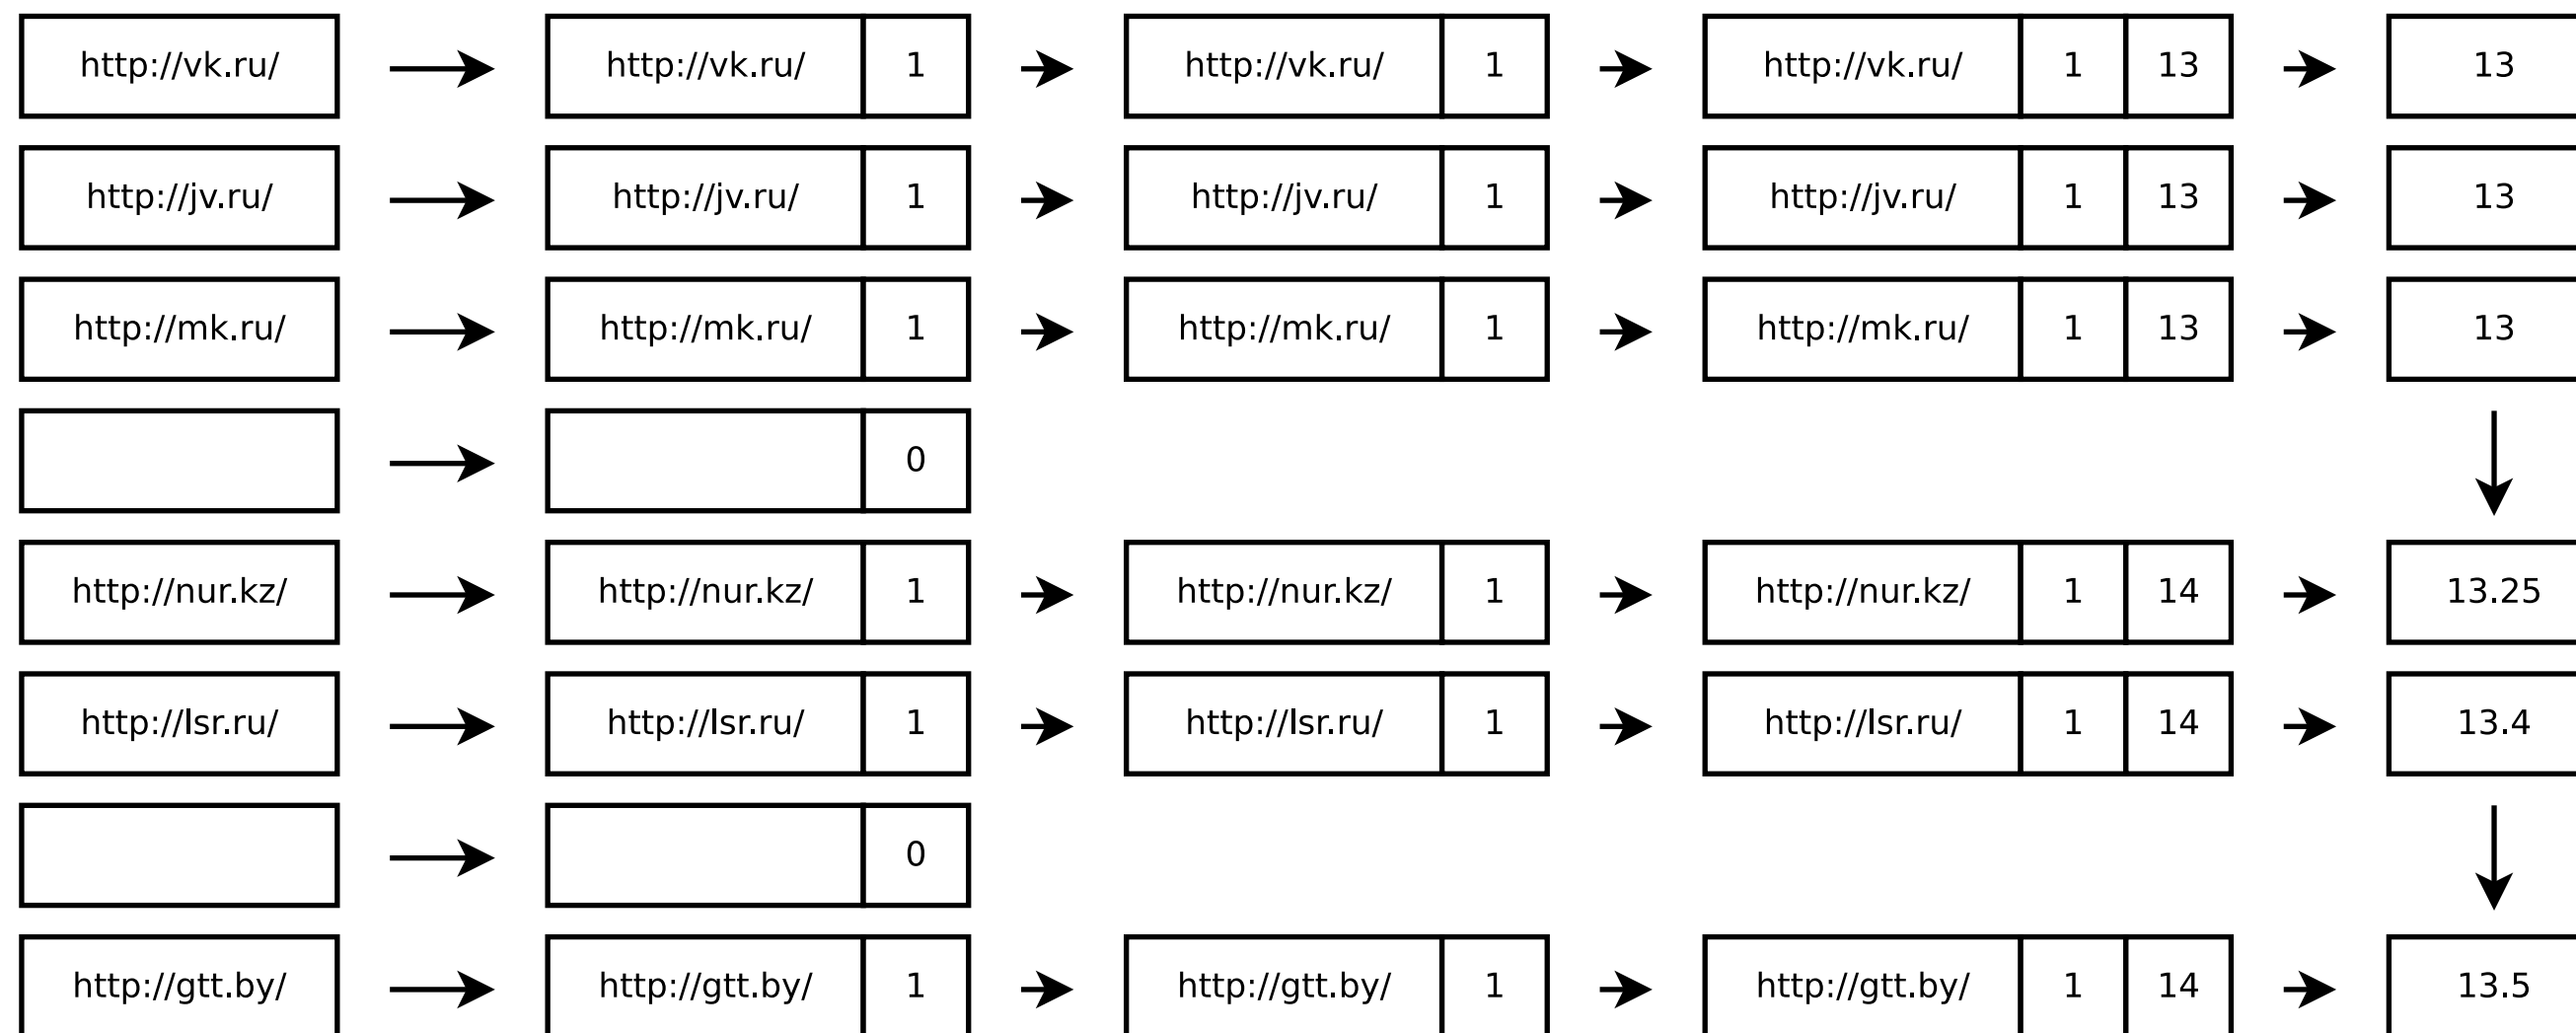 http://vk.ru/ http://vk.ru/ 1 http://vk.ru/ 1 http://vk.ru/ 1 13 13
http://jv.ru/ http://jv.ru/ 1 http://jv.ru/ 1 http://jv.ru/ 1 13 13
http://mk.ru/ http://mk.ru/ 1 http://mk.ru/ 1 http://mk.ru/ 1 13 13
0
http://nur.kz/ http://nur.kz/ 1 http://nur.kz/ 1 http://nur.kz/ 1 14 13.25
http://lsr.ru/ http://lsr.ru/ 1 http://lsr.ru/ 1 http://lsr.ru/ 1 14 13.4
0
http://gtt.by/ http://gtt.by/ 1 http://gtt.by/ 1 http://gtt.by/ 1 14 13.5